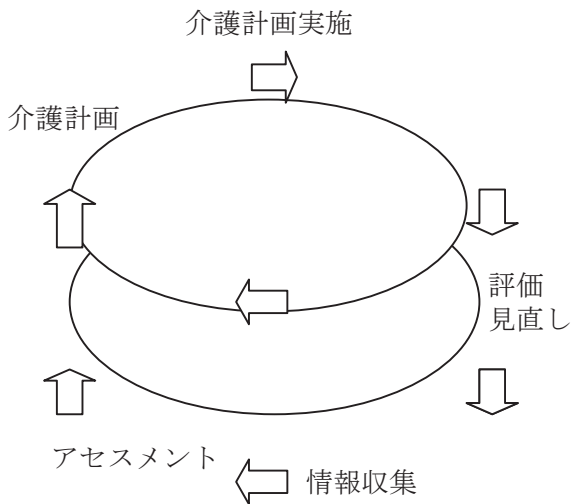 介護計画実施
介護計画
評価
見直し
アセスメント
情報収集